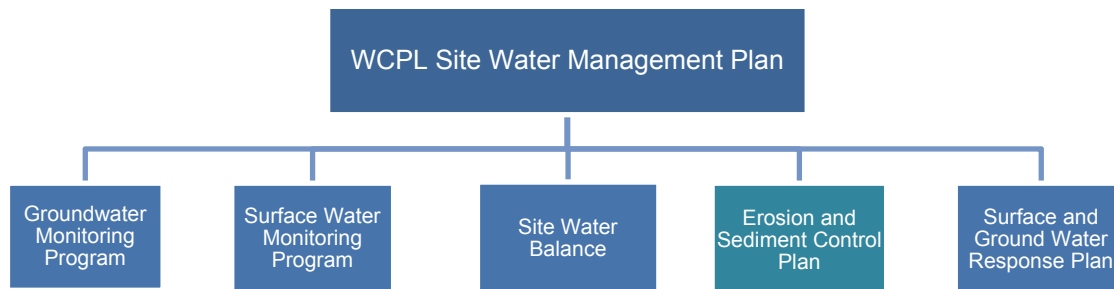 WCPL Site Water Management Plan
Groundwater
Monitoring
Program
Surface Water
Monitoring
Program
Site Water
Balance
Erosion and
Sediment Control
Plan
Surface and
Ground Water
Response Plan